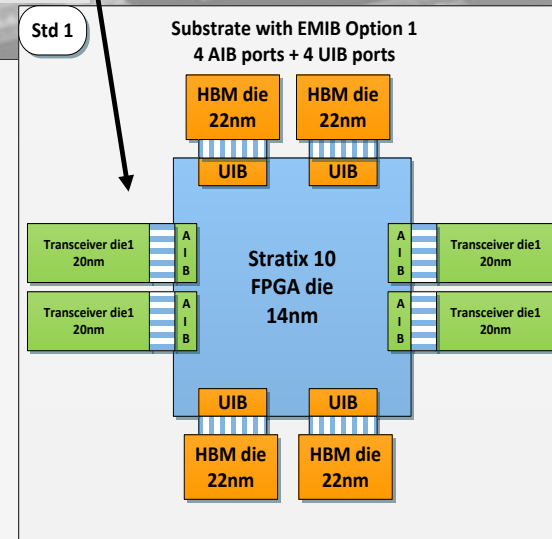 Std 1
Substrate with EMIB Option 1
4 AIB ports + 4 UIB ports
HBM die
22nm
HBM die
22nm
UIB
UIB
Transceiver die1
20nm
A
I
B
Stratix 10
FPGA die
14nm
A
I
B
Transceiver die1
20nm
Transceiver die1
20nm
A
I
B
A
I
B
Transceiver die1
20nm
UIB
UIB
HBM die
22nm
HBM die
22nm